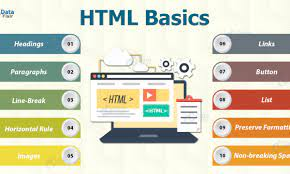 Data
Flair
HTML Basics
Headings 01
Paragraphs 02
Line-Break 03
Horizontal Rule 04
Images 05
<HTML>
HTML
06 Links
07 Button
08 List
09 Preserve Formatti
10 Non-breaking Spa